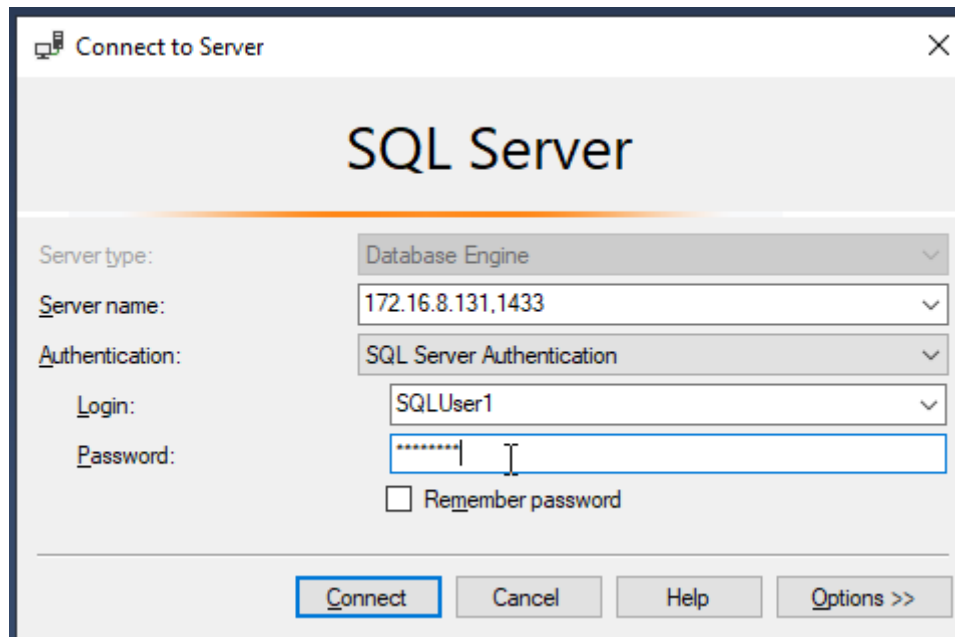 Connect to Server
SQL Server
Server type: Database Engine
Server name: 172.16.8.131,1433
Authentication: SQL Server Authentication
Login: SQLUser1
Password: ********
Remember password
Connect Cancel Help Options >>